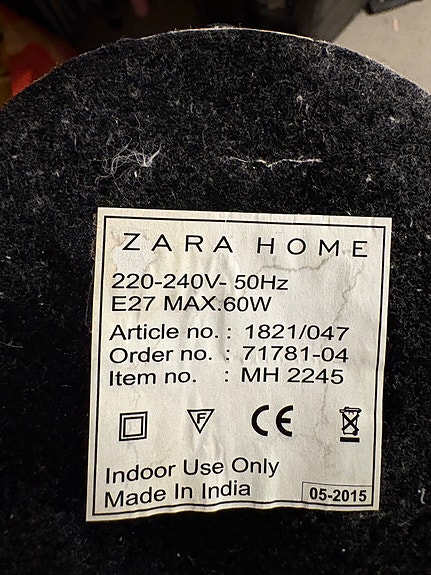 ZARA HOME
220-240V- 50Hz
E27 MAX.60W
Article no. : 1821/047
Order no. : 71781-04
Item no. : MH 2245
F CE
Indoor Use Only
Made In India 05-2015